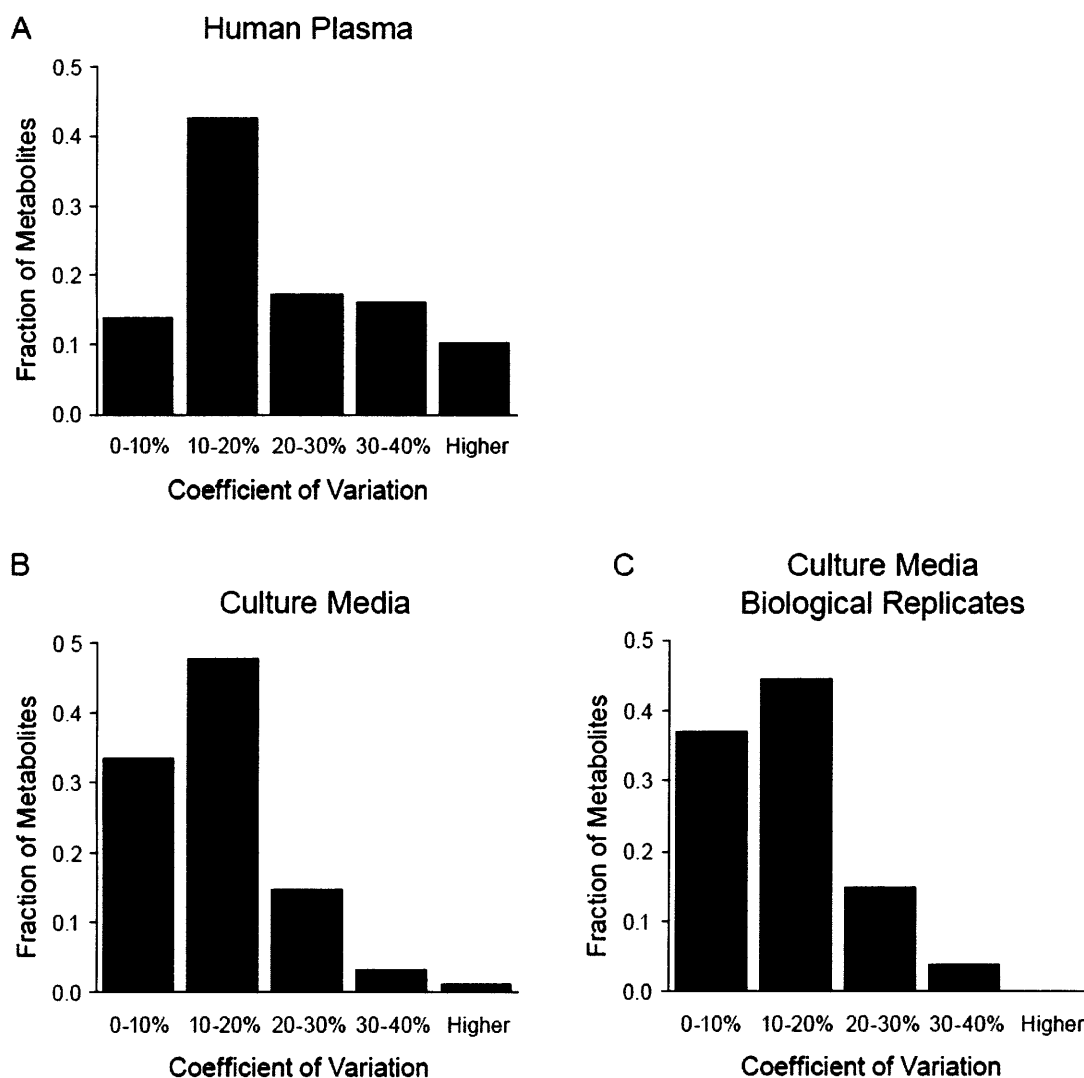 A
Human Plasma
0.5
0.4
0.3
0.2
0.1
0.0
Fraction of Metabolites
0-10% 10-20% 20-30% 30-40% Higher
Coefficient of Variation
B
Culture Media
0 5
0.4
0.3
0.2
0.1
0.0
Fraction of Metabolites
0-10% 10-20% 20-30% 30-40% Higher
Coefficient of Variation
C
Culture Media
Biological Replicates
0.5
0.4
0.3
0.2
0.1
0.0
Fraction of Metabolites
0-10% 10-20% 20-30% 30-40% Higher
Coefficient of Variation